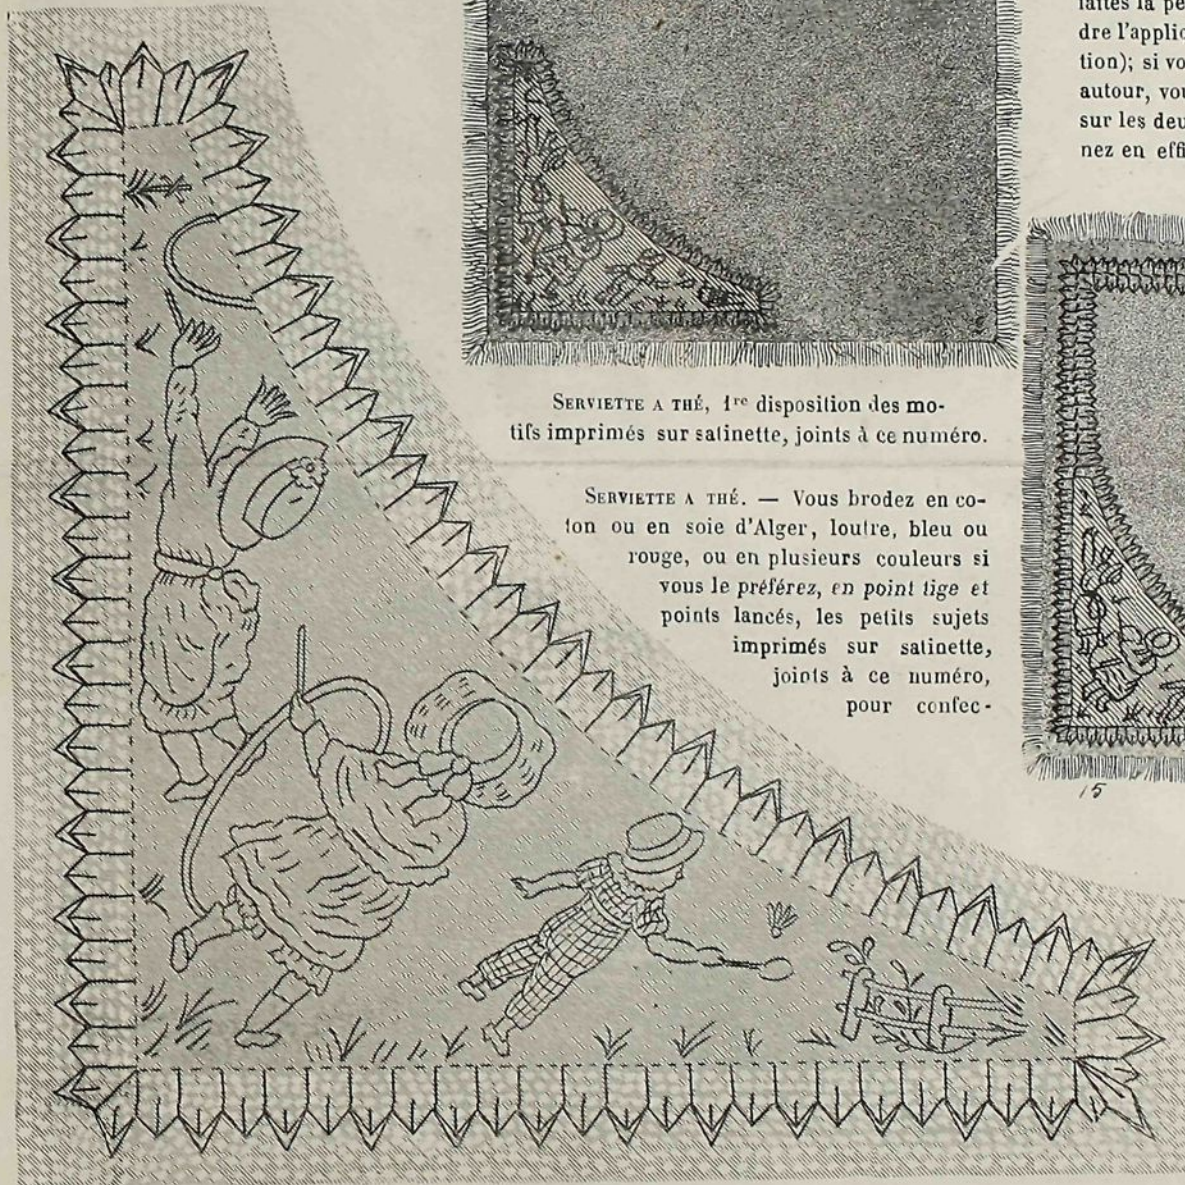 SERVIETTE A THÉ, 1re disposition des mo-
tifs imprimés sur satinette, joints à ce numéro.
SERVIETTE A THÉ. — Vous brodez en co-
ton ou en soie d'Alger, loutre, bleu ou
rouge, ou en plusieurs couleurs si
vous le préférez, en point tige et
points lancés, les petits sujets
imprimés sur satinette,
joints à ce numéro,
pour confec-
faites la pe
dre l'applic
tion); si vo
autour, vou
sur les deu
nez en effi
15